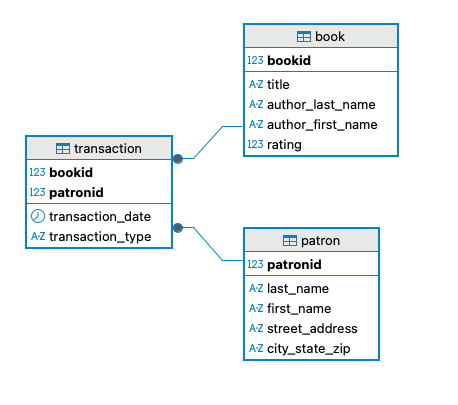 book
123 bookid
A-Z title
A-Z author_last_name
A-Z author_first_name
123 rating
transaction
123 bookid
123 patronid
transaction_date
A-Z transaction_type
patron
123 patronid
A-Z last_name
A-Z first_name
A-Z street_address
A-Z city_state_zip